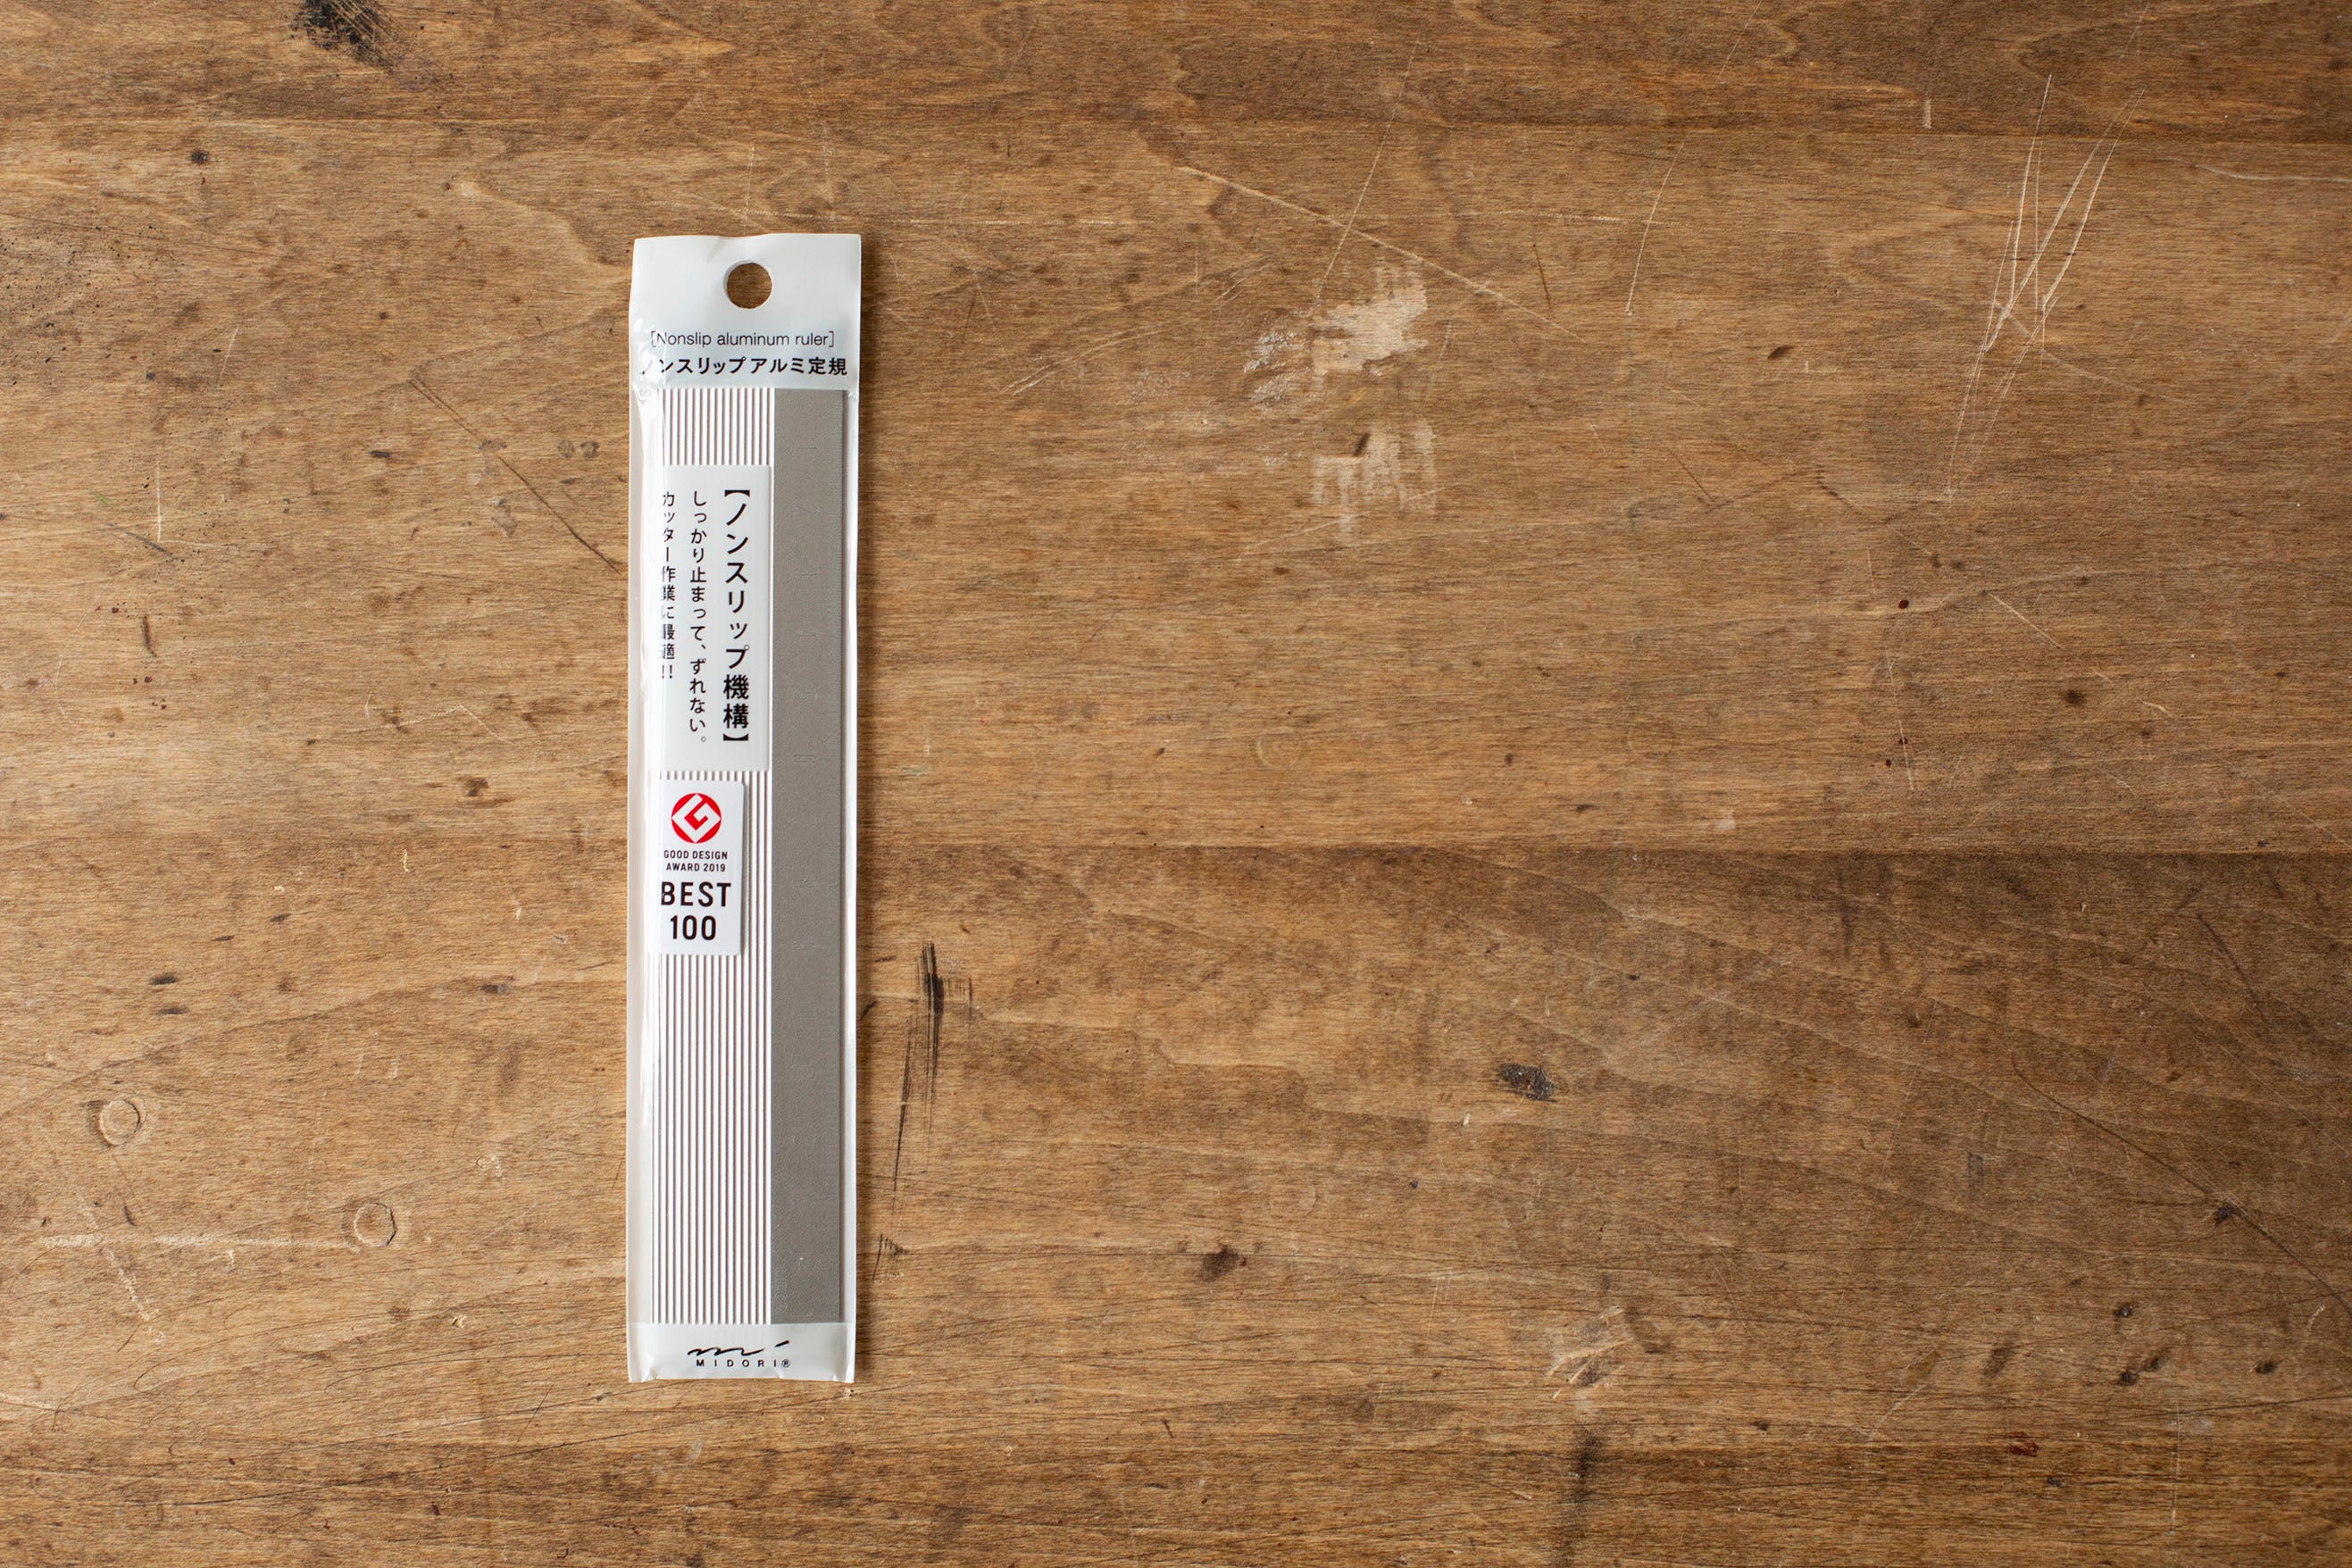 [Nonslip aluminum ruler]
ノンスリップアルミ定規
【ノンスリップ機構】
しっかり止まって、ずれない。
カッター作業に最適!!
GOOD DESIGN
AWARD 2019
BEST
100
MIDORI®